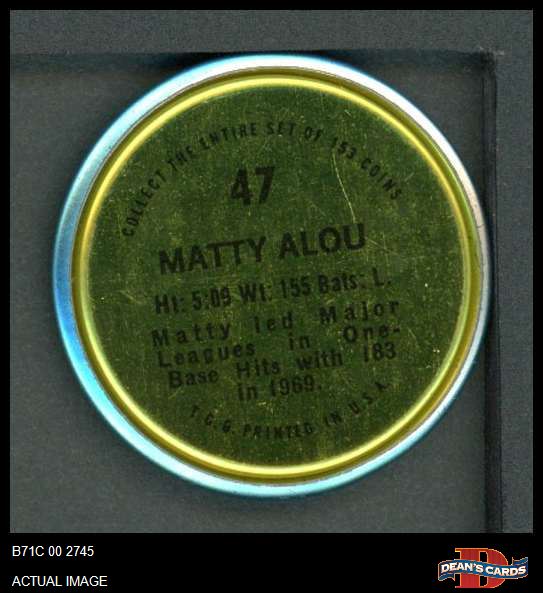 COLLECT THE ENTIRE SET OF 153 COINS
47
MATTY ALOU
Ht: 5:09 Wt: 155 Bats: L.
Matty led Major
Leagues in One-
Base Hits with 183
in 1969.
T.C.G. PRINTED IN U.S.A.
B71C 00 2745
ACTUAL IMAGE
D
DEAN'S CARDS